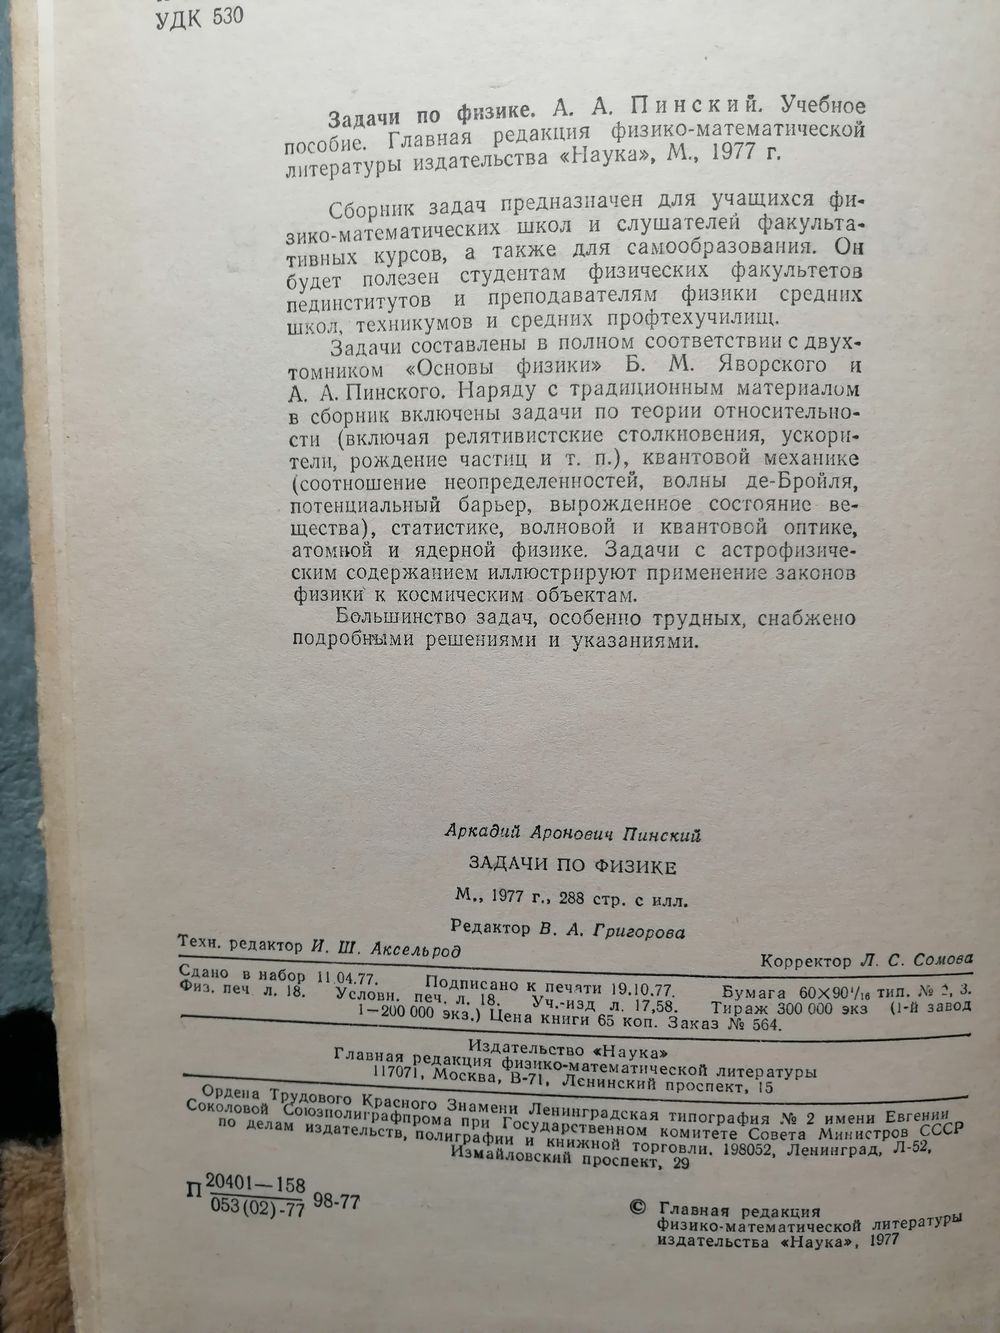 УДК 530
Задачи по физике. А. А. Пинский. Учебное
пособие. Главная редакция физико-математической
литературы издательства «Наука», М., 1977 г.
Сборник задач предназначен для учащихся фи-
зико-математических школ и слушателей факульта-
тивных курсов, а также для самообразования. Он
будет полезен студентам физических факультетов
пединститутов и преподавателям физики средних
школ, техникумов и средних профтехучилищ.
Задачи составлены в полном соответствии с двух-
томником «Основы физики» Б. М. Яворского и
А. А. Пинского. Наряду с традиционным материалом
в сборник включены задачи по теории относительно-
сти (включая релятивистские столкновения, ускори-
тели, рождение частиц и т. п.), квантовой механике
(соотношение неопределенностей, волны де-Бройля,
потенциальный барьер, вырожденное состояние ве-
щества), статистике, волновой и квантовой оптике,
атомной и ядерной физике. Задачи с астрофизиче-
ским содержанием иллюстрируют применение законов
физики к космическим объектам.
Большинство задач, особенно трудных, снабжено
подробными решениями и указаниями.
Аркадий Аронович Пинский
ЗАДАЧИ ПО ФИЗИКЕ
М., 1977 г., 288 стр. с илл.
Редактор В. А. Григорова
Техн. редактор И. Ш. Аксельрод Корректор Л. С. Сомова
Сдано в набор 11.04.77. Подписано к печати 19.10.77. Бумага 60×90¹/₁₆ тип. № 2, 3.
Физ. печ л. 18. Условн. печ. л. 18. Уч.-изд л. 17,58. Тираж 300 000 экз (1-й завод
1—200 000 экз.) Цена книги 65 коп. Заказ № 564.
Издательство «Наука»
Главная редакция физико-математической литературы
117071, Москва, В-71, Ленинский проспект, 15
Ордена Трудового Красного Знамени Ленинградская типография № 2 имени Евгении
Соколовой Союзполиграфпрома при Государственном комитете Совета Министров СССР
по делам издательств, полиграфии и книжной торговли. 198052, Ленинград, Л-52,
Измайловский проспект, 29
П 20401—158
053(02)-77 98-77
© Главная редакция
физико-математической литературы
издательства «Наука», 1977